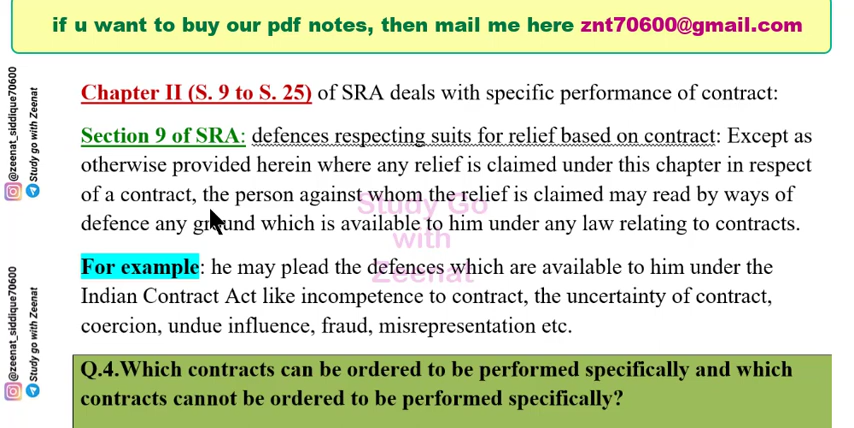 if u want to buy our pdf notes, then mail me here znt70600@gmail.com
Chapter II (S. 9 to S. 25) of SRA deals with specific performance of contract:
Section 9 of SRA: defences respecting suits for relief based on contract: Except as
otherwise provided herein where any relief is claimed under this chapter in respect
of a contract, the person against whom the relief is claimed may read by ways of
defence any ground which is available to him under any law relating to contracts.
For example: he may plead the defences which are available to him under the
Indian Contract Act like incompetence to contract, the uncertainty of contract,
coercion, undue influence, fraud, misrepresentation etc.
Q.4.Which contracts can be ordered to be performed specifically and which
contracts cannot be ordered to be performed specifically?
@zeenat_siddique70600
Study go with Zeenat
@zeenat_siddique70600
Study go with Zeenat
Study Go
with
Zeenat